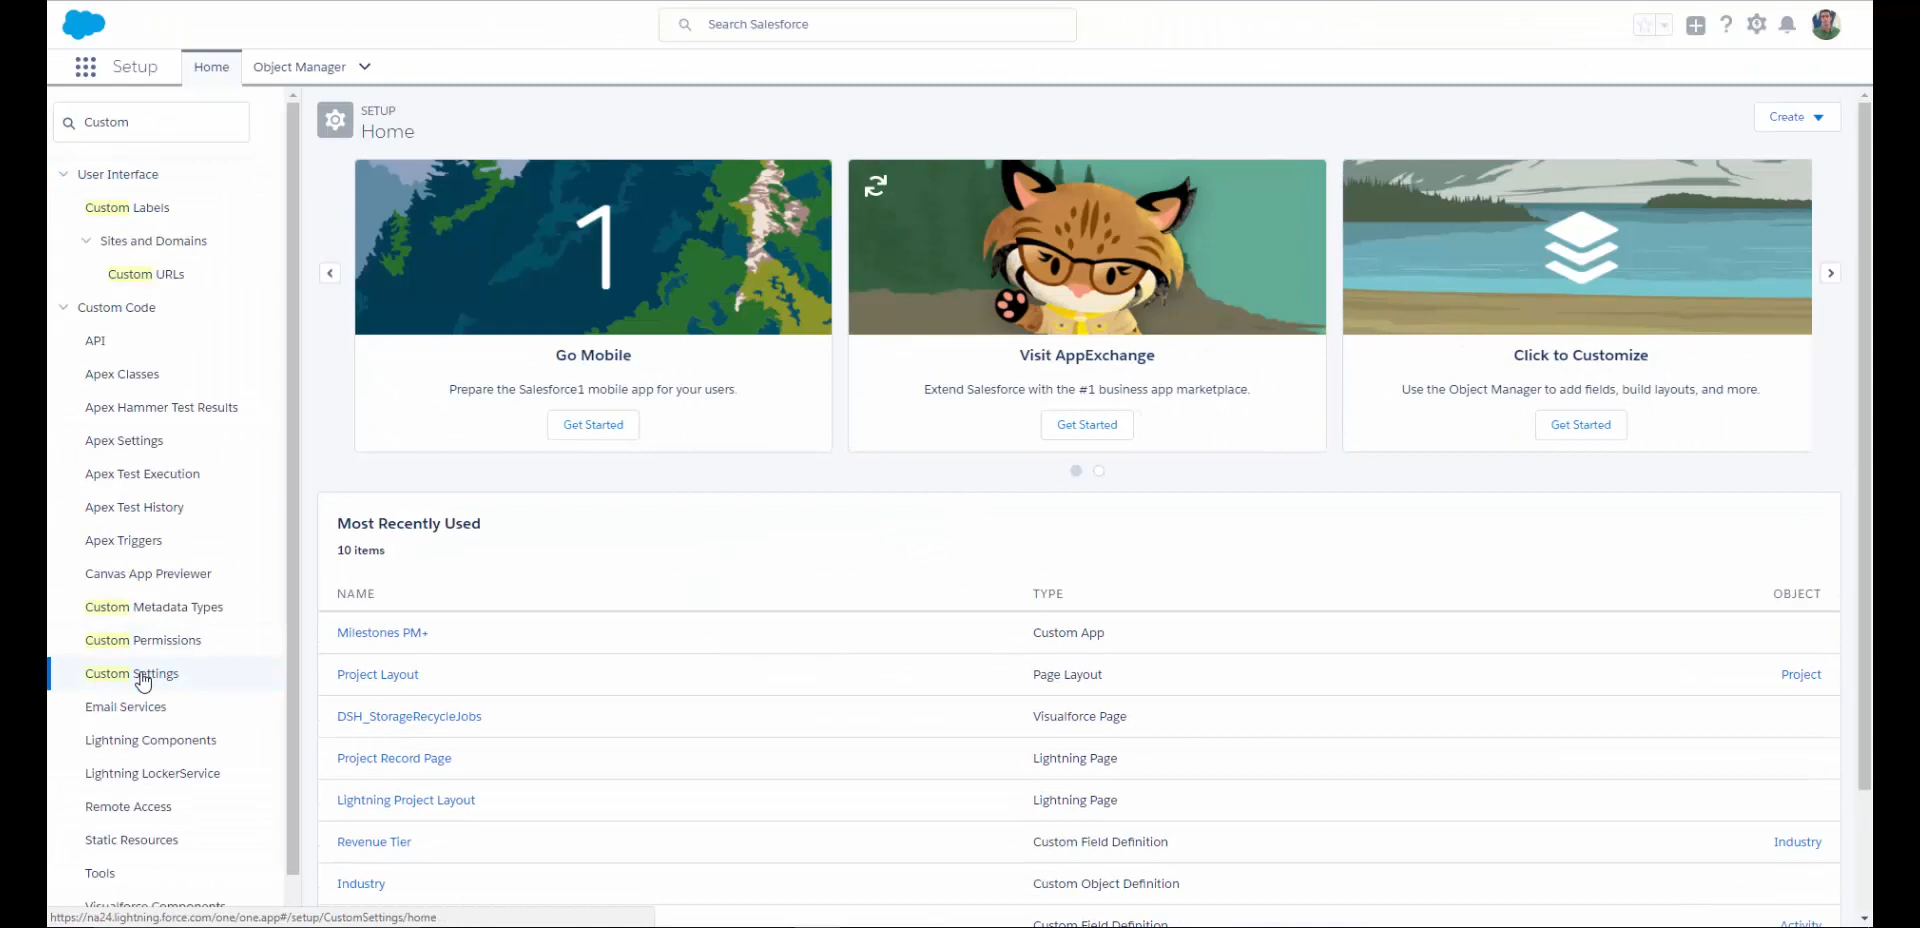 Search Salesforce
Setup
Home
Object Manager
Custom
User Interface
Custom Labels
Sites and Domains
Custom URLs
Custom Code
API
Apex Classes
Apex Hammer Test Results
Apex Settings
Apex Test Execution
Apex Test History
Apex Triggers
Canvas App Previewer
Custom Metadata Types
Custom Permissions
Custom Settings
Email Services
Lightning Components
Lightning LockerService
Remote Access
Static Resources
Tools
Visualforce Components
https://na24.lightning.force.com/one/one.app#/setup/CustomSettings/home
SETUP
Home
Create
1
Go Mobile
Prepare the Salesforce1 mobile app for your users.
Get Started
Visit AppExchange
Extend Salesforce with the #1 business app marketplace.
Get Started
Click to Customize
Use the Object Manager to add fields, build layouts, and more.
Get Started
Most Recently Used
10 items
NAME TYPE OBJECT
Milestones PM+ Custom App
Project Layout Page Layout Project
DSH_StorageRecycleJobs Visualforce Page
Project Record Page Lightning Page
Lightning Project Layout Lightning Page
Revenue Tier Custom Field Definition Industry
Industry Custom Object Definition
Custom Field Definition Activity